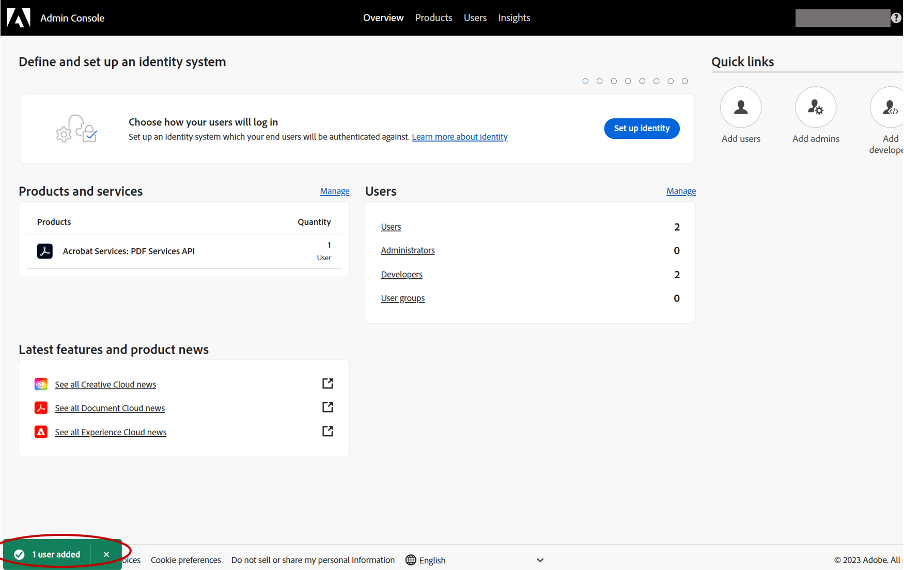 Admin Console
Overview Products Users Insights
?
Define and set up an identity system
Quick links
Choose how your users will log in
Set up an identity system which your end users will be authenticated against. Learn more about identity
Set up identity
Add users
Add admins
Add
develope
Products and services
Manage
Products Quantity
Acrobat Services: PDF Services API
1
User
Users
Manage
Users 2
Administrators 0
Developers 2
User groups 0
Latest features and product news
See all Creative Cloud news
See all Document Cloud news
See all Experience Cloud news
1 user added
oices Cookie preferences Do not sell or share my personal information English © 2023 Adobe. All